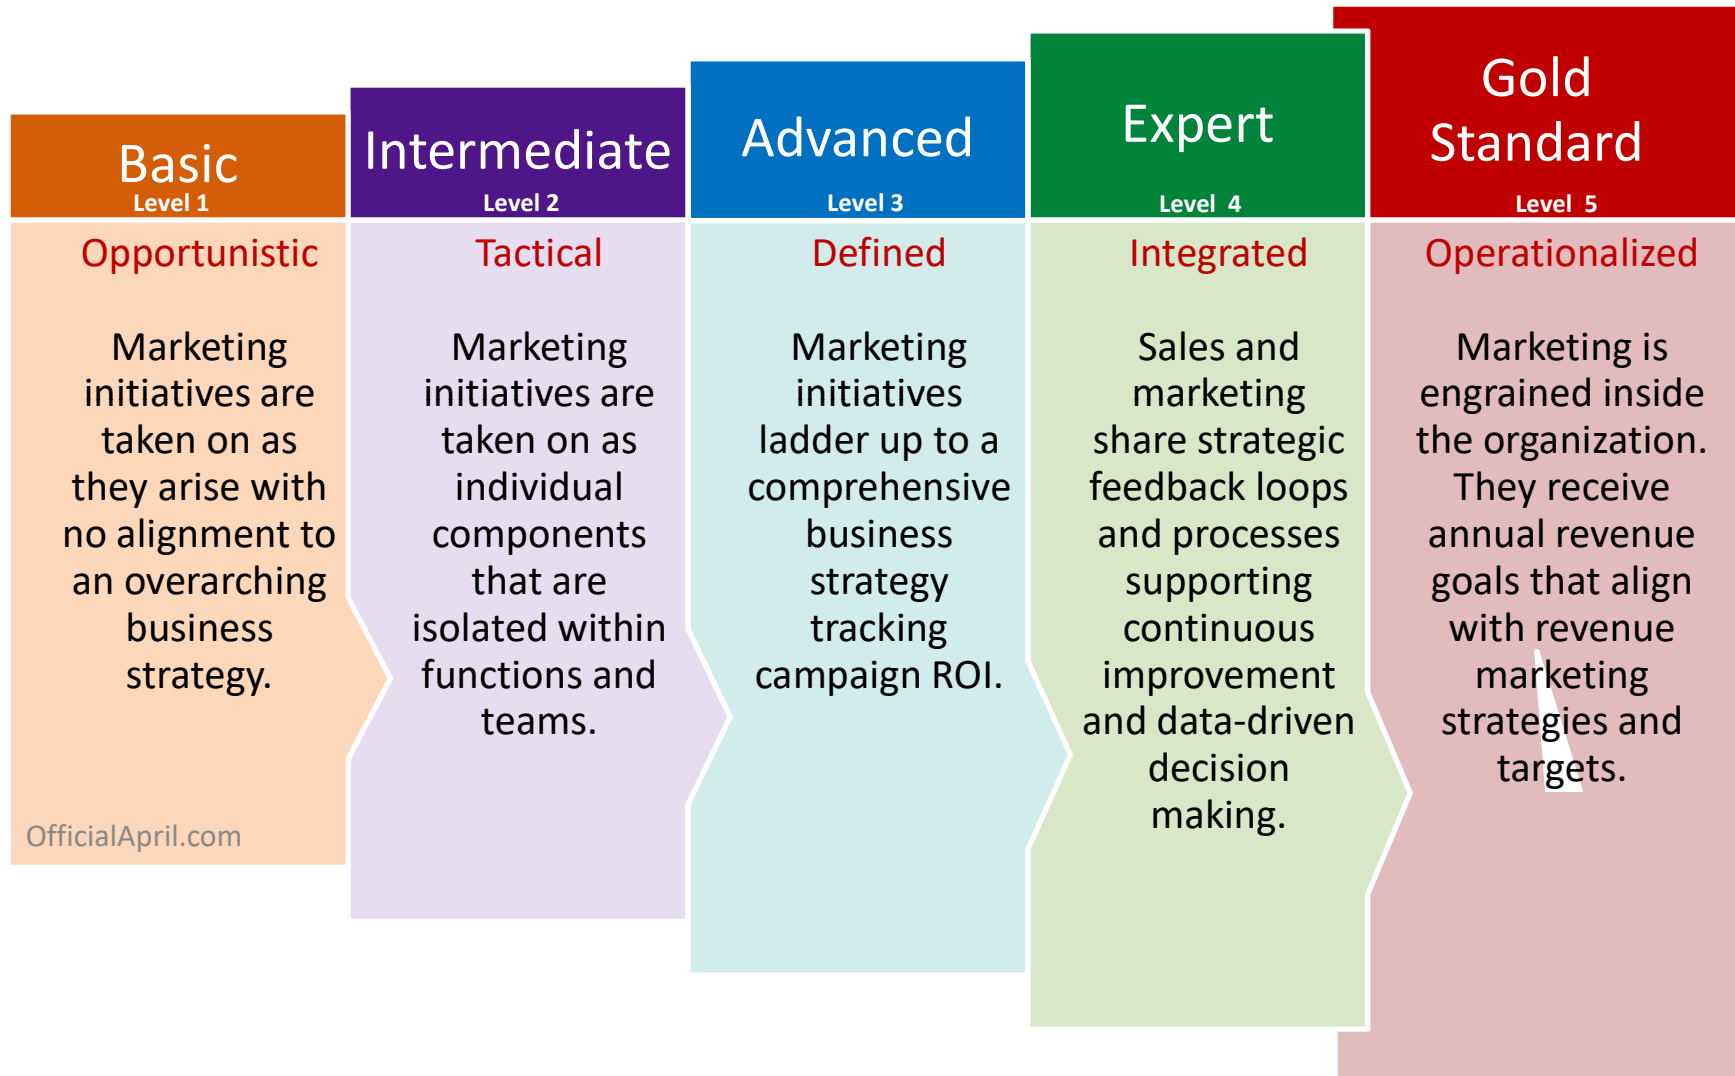 Basic
Level 1
Opportunistic
Marketing
initiatives are
taken on as
they arise with
no alignment to
an overarching
business
strategy.
OfficialApril.com
Intermediate
Level 2
Tactical
Marketing
initiatives are
taken on as
individual
components
that are
isolated within
functions and
teams.
Advanced
Level 3
Defined
Marketing
initiatives
ladder up to a
comprehensive
business
strategy
tracking
campaign ROI.
Expert
Level 4
Integrated
Sales and
marketing
share strategic
feedback loops
and processes
supporting
continuous
improvement
and data-driven
decision
making.
Gold
Standard
Level 5
Operationalized
Marketing is
engrained inside
the organization.
They receive
annual revenue
goals that align
with revenue
marketing
strategies and
targets.